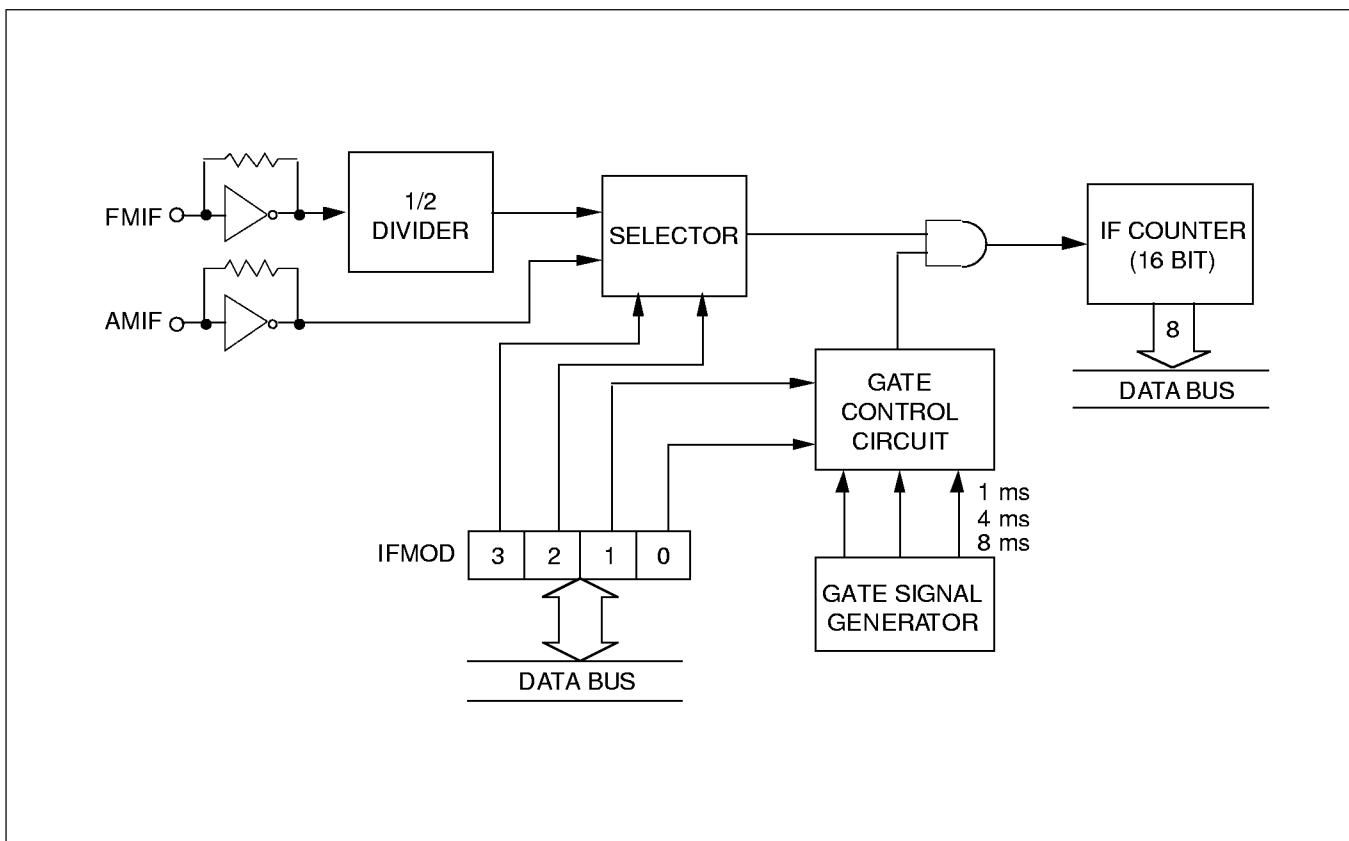 FMIF
1/2
DIVIDER
SELECTOR
IF COUNTER
(16 BIT)
AMIF
8
DATA BUS
GATE
CONTROL
CIRCUIT
1 ms
4 ms
8 ms
IFMOD
3 2 1 0
GATE SIGNAL
GENERATOR
DATA BUS